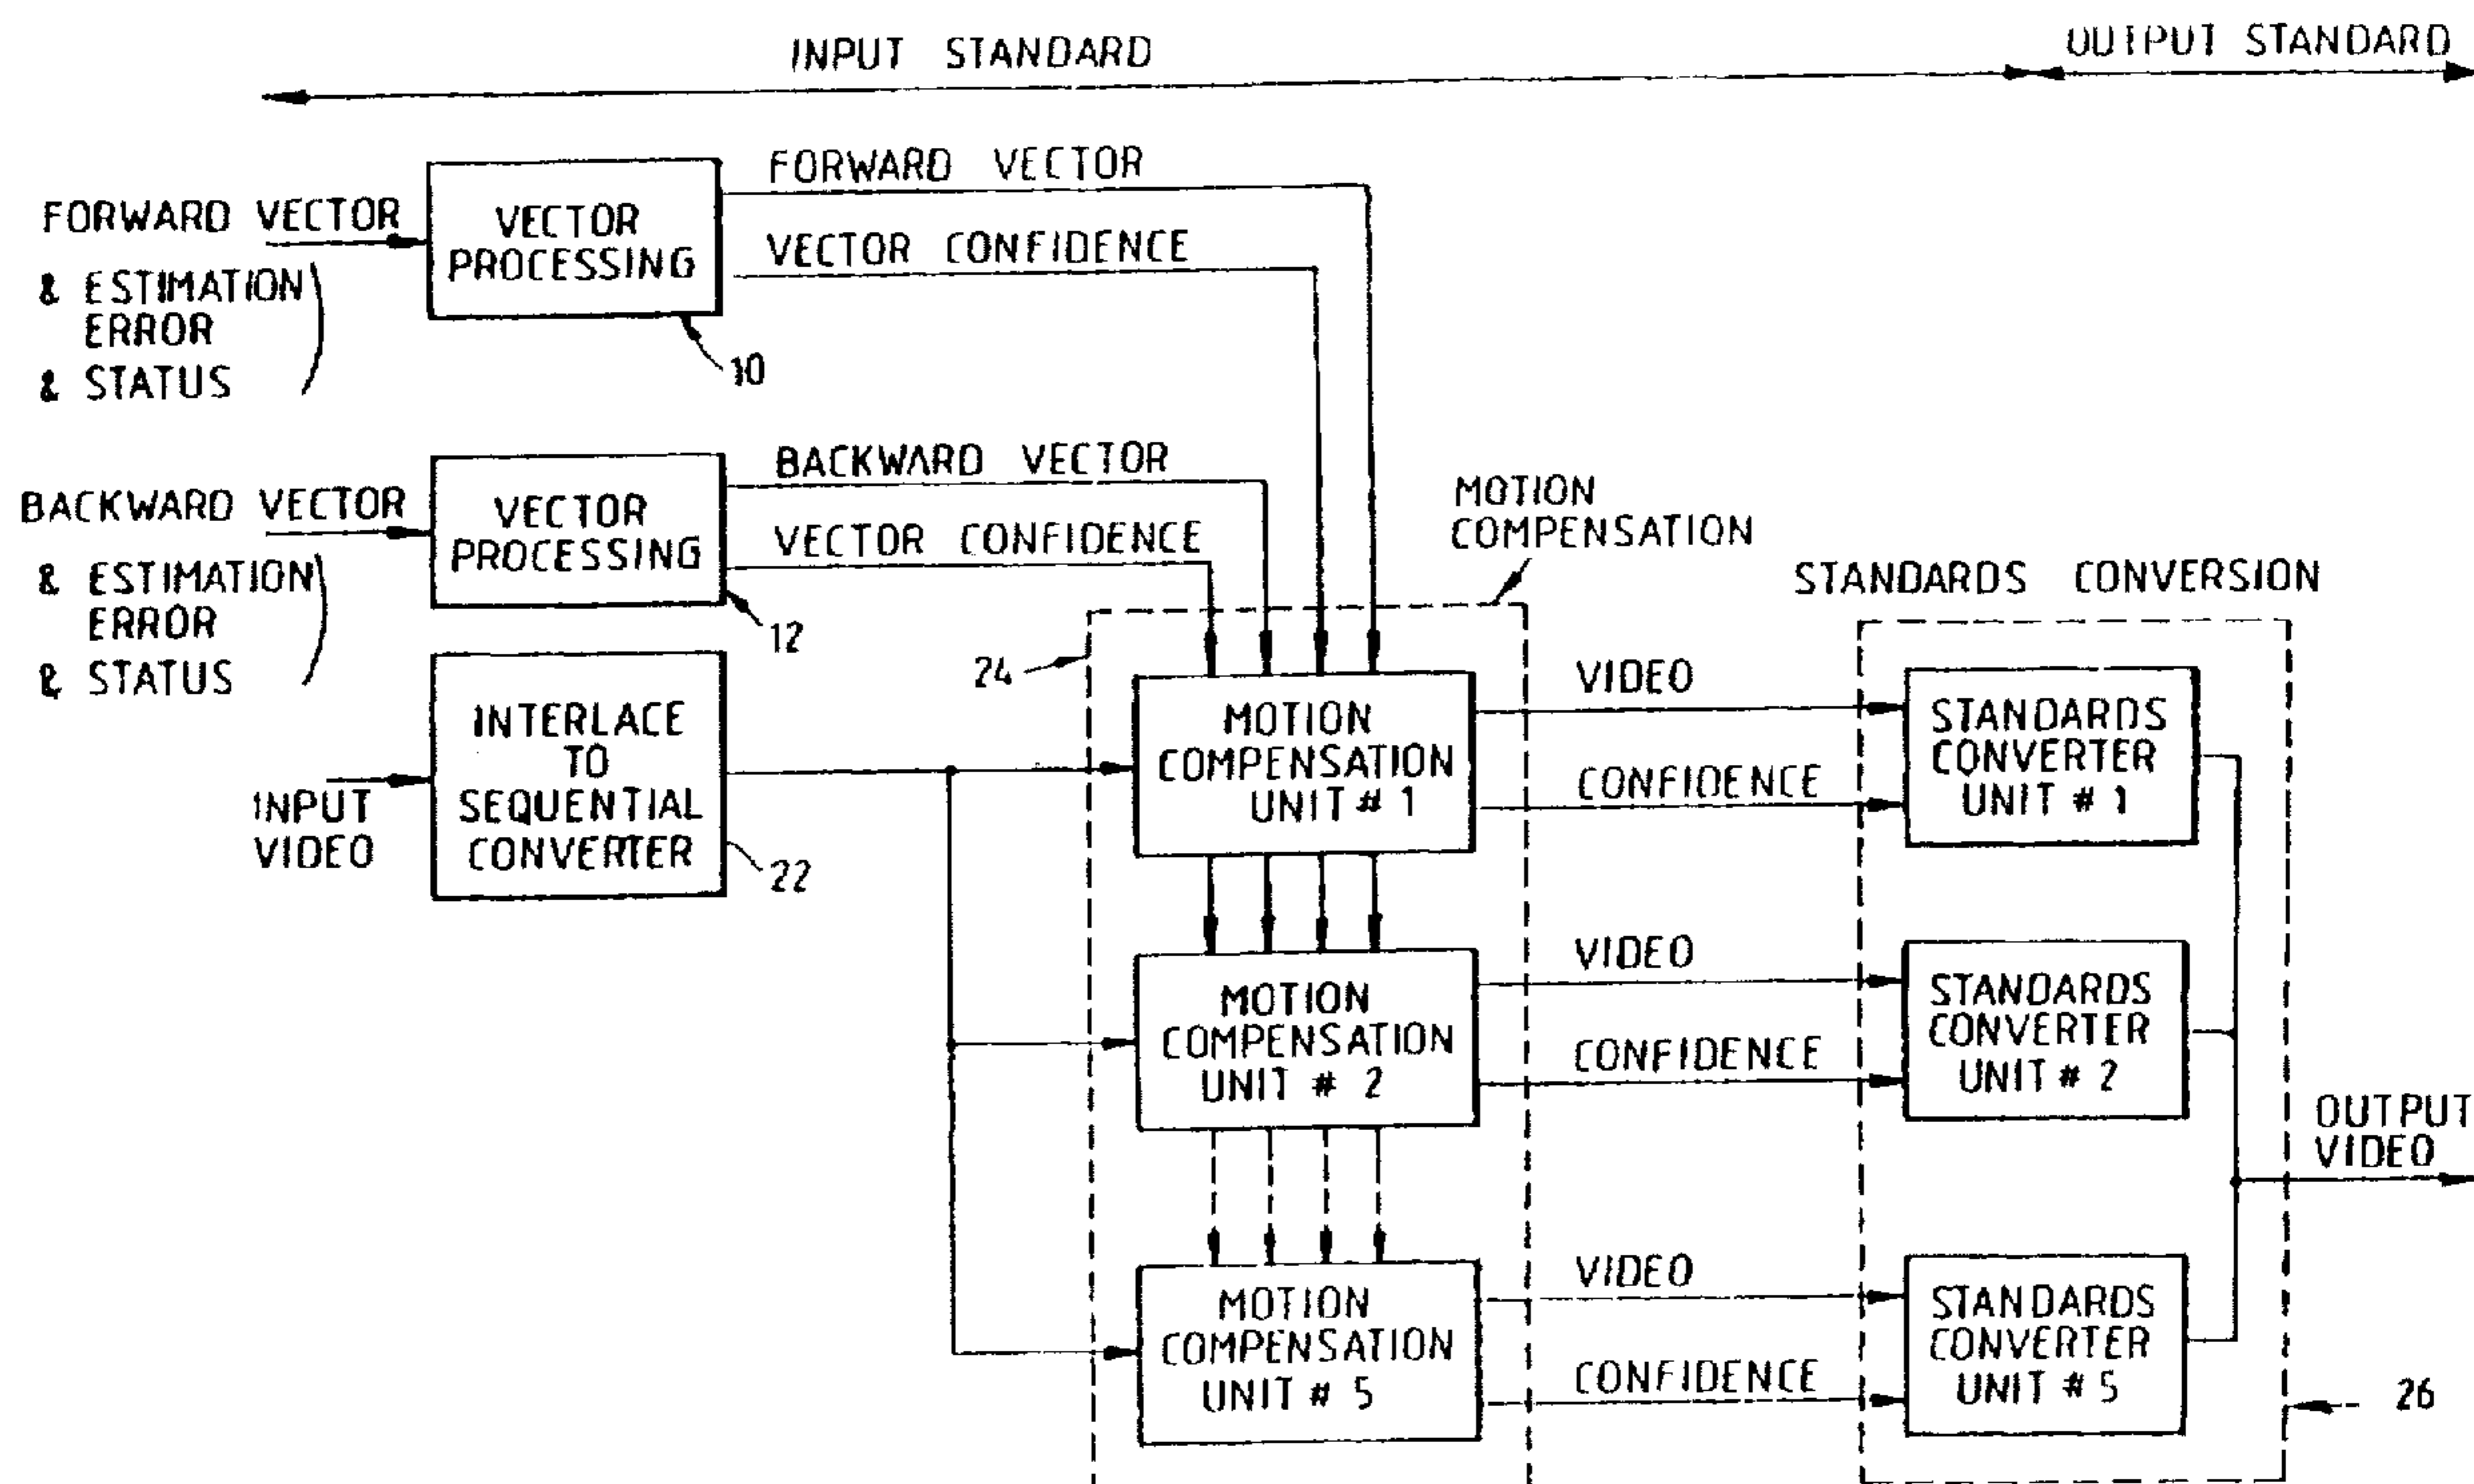 INPUT STANDARD
OUTPUT STANDARD
FORWARD VECTOR
& ESTIMATION
ERROR
& STATUS
VECTOR
PROCESSING
10
FORWARD VECTOR
VECTOR CONFIDENCE
BACKWARD VECTOR
& ESTIMATION
ERROR
& STATUS
VECTOR
PROCESSING
12
BACKWARD VECTOR
VECTOR CONFIDENCE
MOTION
COMPENSATION
STANDARDS CONVERSION
INPUT
VIDEO
INTERLACE
TO
SEQUENTIAL
CONVERTER
22
24
MOTION
COMPENSATION
UNIT # 1
VIDEO
CONFIDENCE
STANDARDS
CONVERTER
UNIT # 1
MOTION
COMPENSATION
UNIT # 2
VIDEO
CONFIDENCE
STANDARDS
CONVERTER
UNIT # 2
OUTPUT
VIDEO
MOTION
COMPENSATION
UNIT # 5
VIDEO
CONFIDENCE
STANDARDS
CONVERTER
UNIT # 5
26